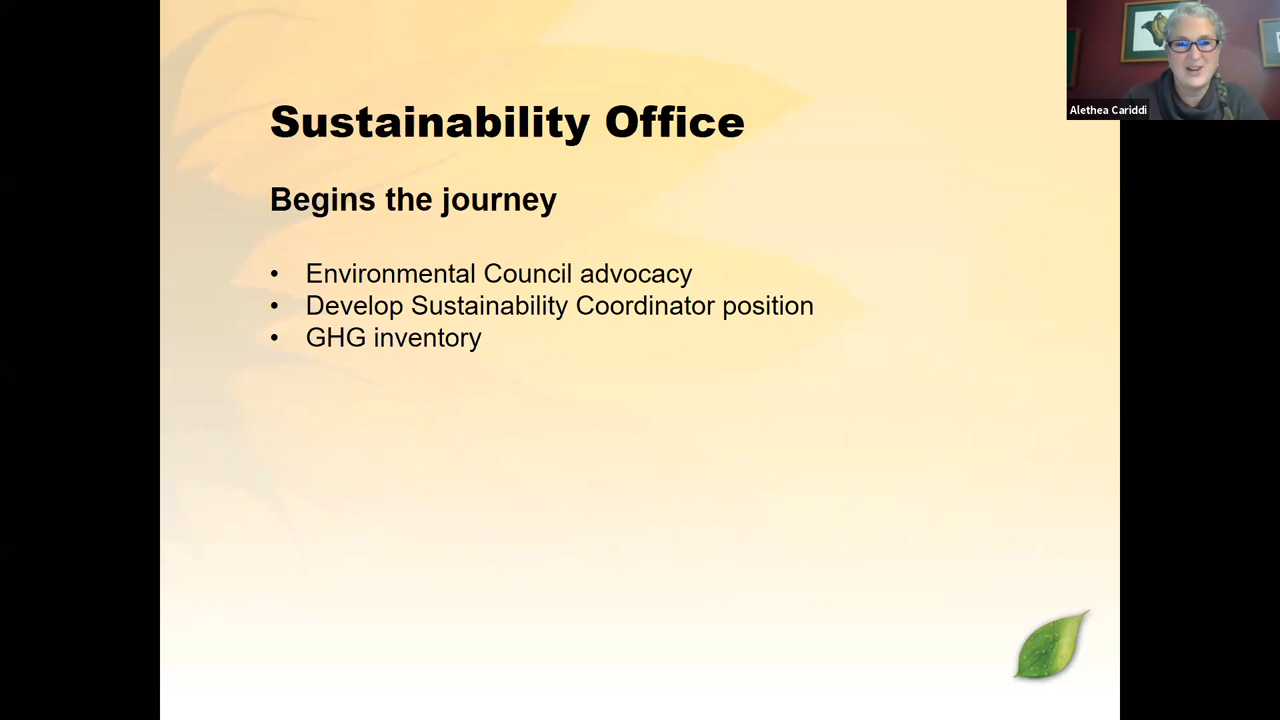 Sustainability Office
Begins the journey
• Environmental Council advocacy
• Develop Sustainability Coordinator position
• GHG inventory
Alethea Cariddi